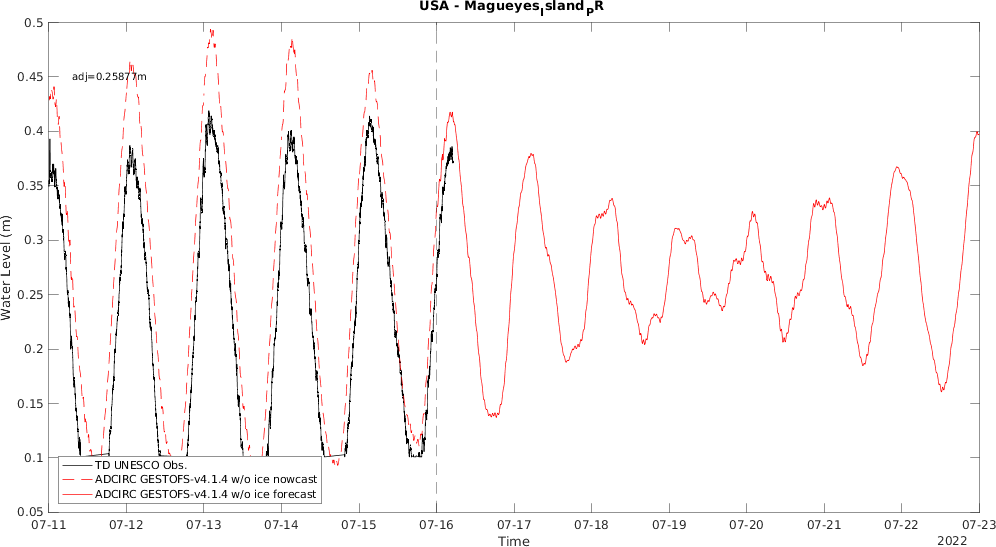 USA - Magueyes_Island_PR
0.5
0.45
0.4
0.35
0.3
0.25
0.2
0.15
0.1
0.05
Water Level (m)
adj=0.25877m
TD UNESCO Obs.
ADCIRC GESTOFS-v4.1.4 w/o ice nowcast
ADCIRC GESTOFS-v4.1.4 w/o ice forecast
07-11 07-12 07-13 07-14 07-15 07-16 07-17 07-18 07-19 07-20 07-21 07-22 07-23
Time
2022